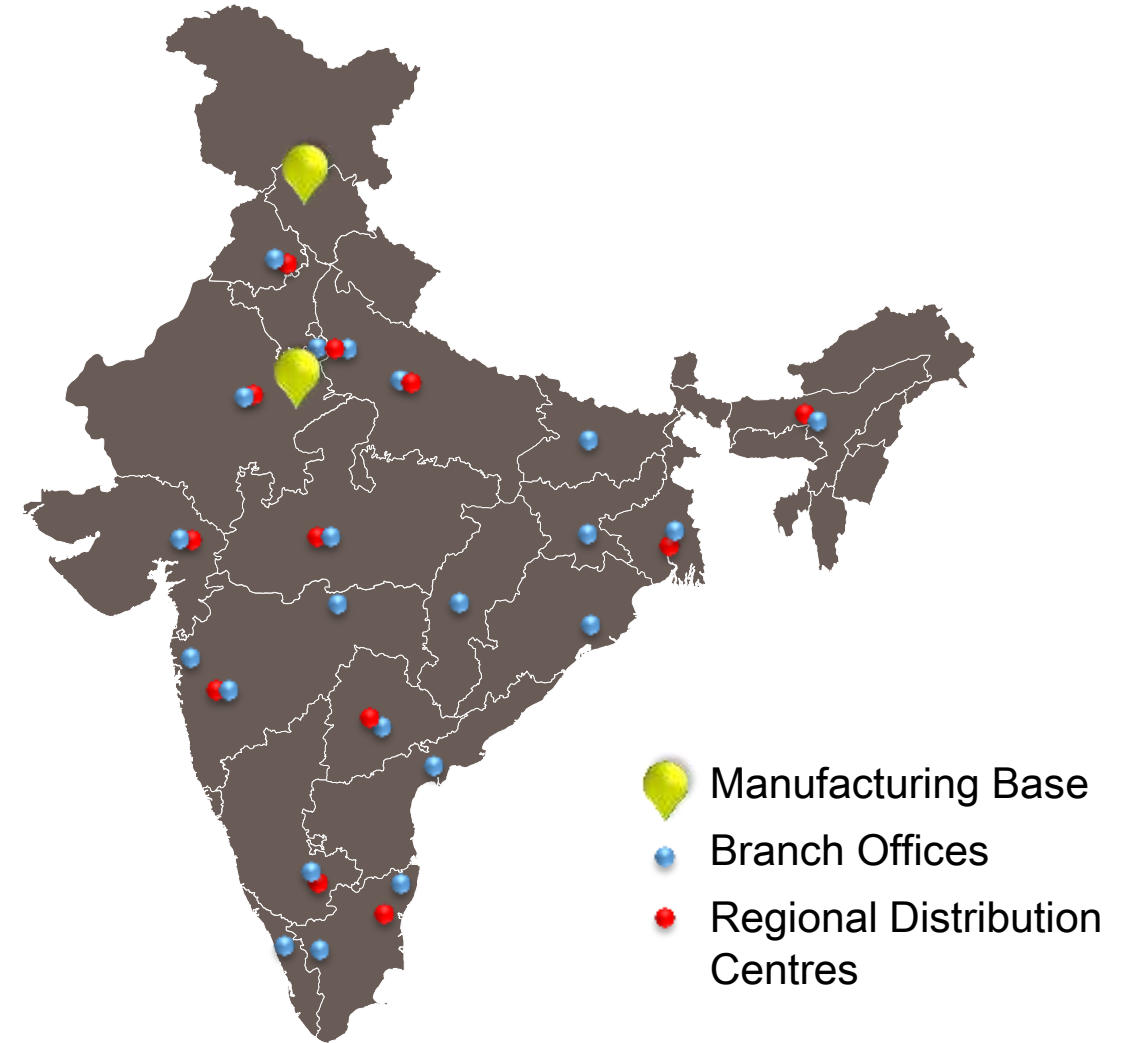 Manufacturing Base
Branch Offices
Regional Distribution
Centres